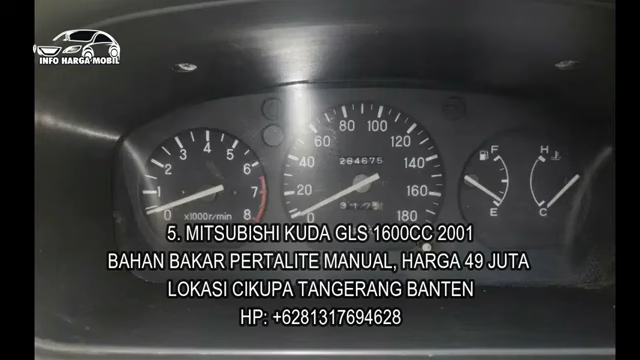 INFO HARGA MOBIL
0 1 2 3 4 5 6 7 8
x1000r/min
0 20 40 60 80 100 120 140 160 180
284675
F
E
H
C
5. MITSUBISHI KUDA GLS 1600CC 2001
BAHAN BAKAR PERTALITE MANUAL, HARGA 49 JUTA
LOKASI CIKUPA TANGERANG BANTEN
HP: +6281317694628